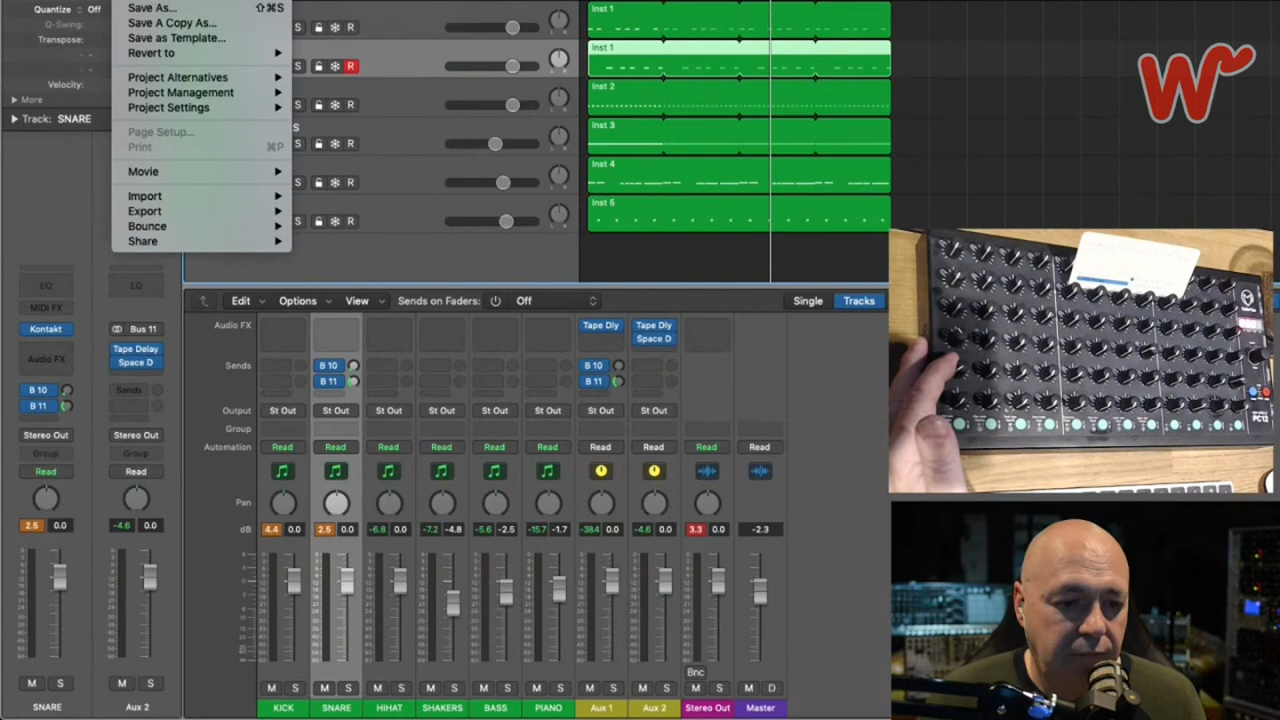 Quantize Off
Q-Swing:
Transpose:
Velocity:
More
Track: SNARE
Save As... ⇧⌘S
Save A Copy As...
Save as Template...
Revert to
Project Alternatives
Project Management
Project Settings
Page Setup...
Print ⌘P
Movie
Import
Export
Bounce
Share
S R
S R
S R
S
S R
S R
S R
Inst 1
Inst 1
Inst 2
Inst 3
Inst 4
Inst 5
W
PC12
EQ
MIDI FX
Kontakt
Audio FX
B 10
B 11
Stereo Out
Group
Read
2.5 0.0
M S
SNARE
EQ
Bus 11
Tape Delay
Space D
Sends
Stereo Out
Group
Read
-4.6 0.0
M S
Aux 2
Edit Options View Sends on Faders: Off Single Tracks
Audio FX Tape Dly Tape Dly
Space D
Sends B 10 B 10
B 11 B 11
Output St Out St Out St Out St Out St Out St Out St Out St Out
Group
Automation Read Read Read Read Read Read Read Read Read Read
Pan
dB 4.4 0.0 2.5 0.0 -6.8 0.0 -7.2 -4.8 -5.6 -2.5 -15.7 -1.7 -38.4 0.0 -4.6 0.0 3.3 0.0 -2.3
Bnc
M S M S M S M S M S M S M S M S M S M D
KICK SNARE HIHAT SHAKERS BASS PIANO Aux 1 Aux 2 Stereo Out Master